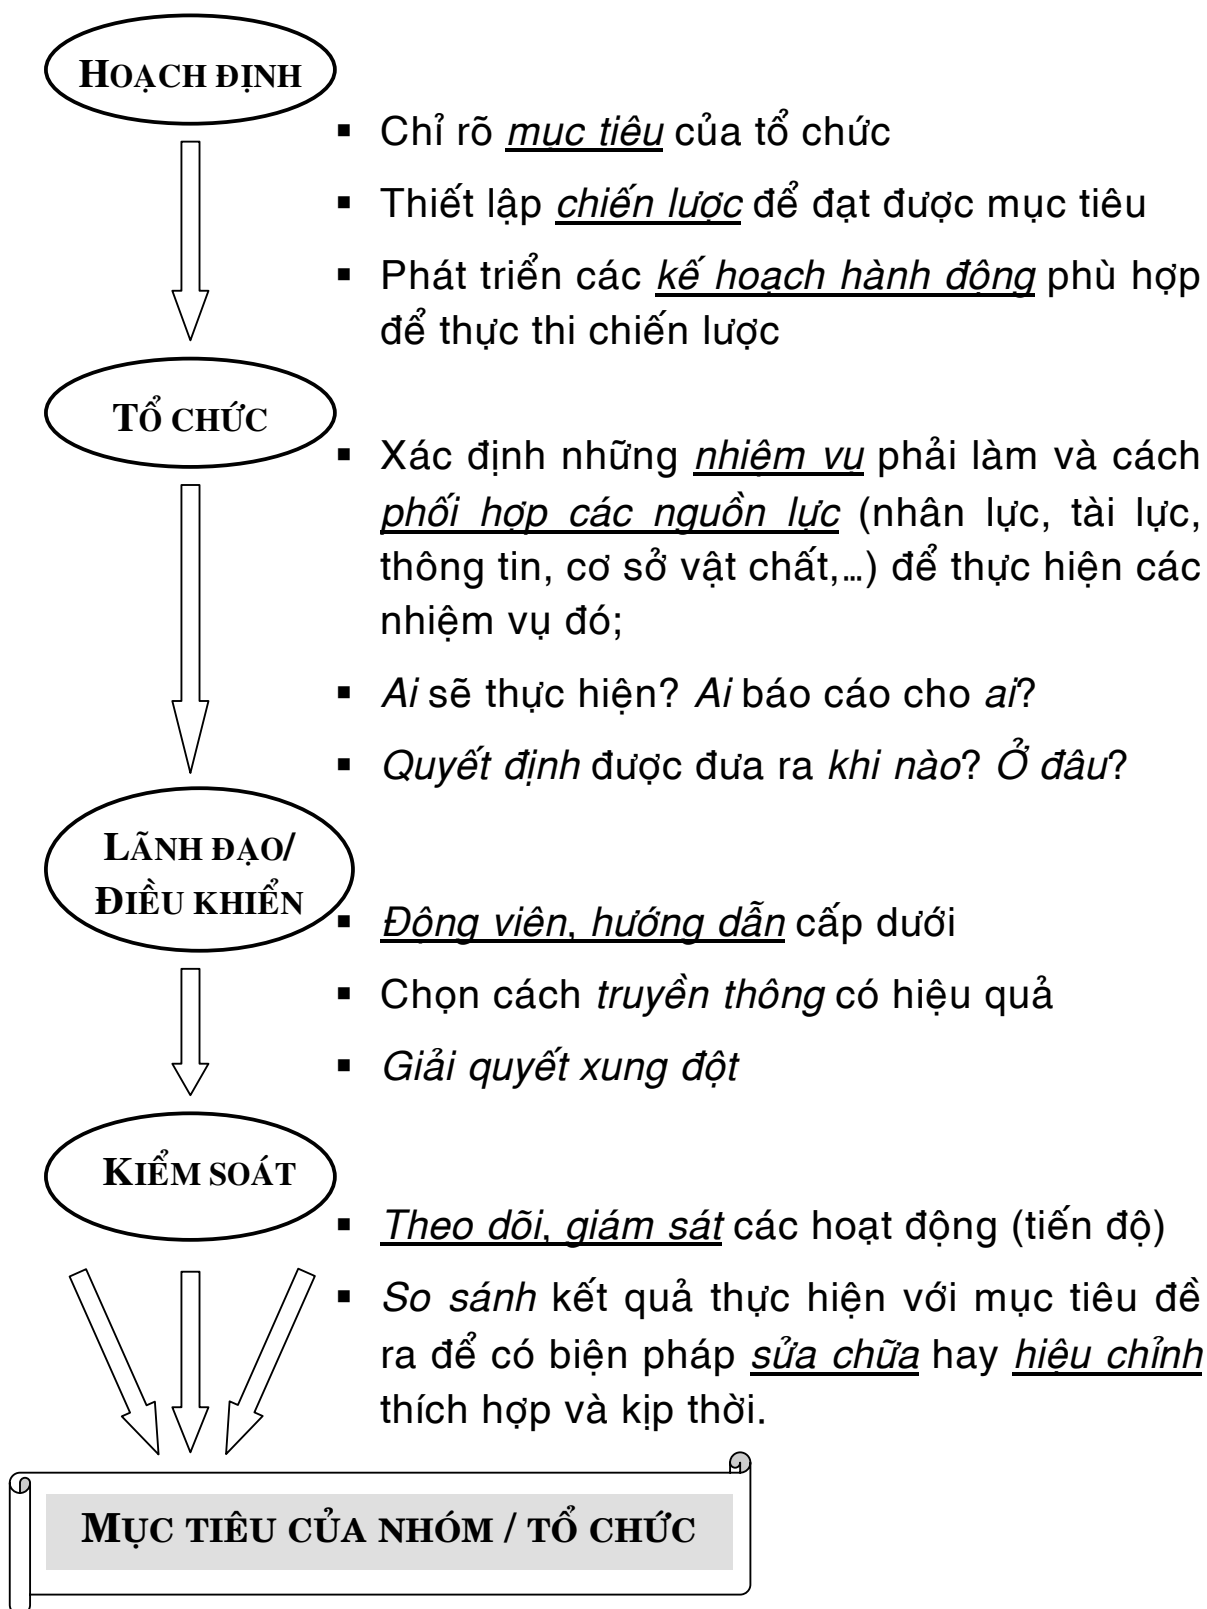 HOẠCH ĐỊNH
▪ Chỉ rõ mục tiêu của tổ chức
▪ Thiết lập chiến lược để đạt được mục tiêu
▪ Phát triển các kế hoạch hành động phù hợp
để thực thi chiến lược
TỔ CHỨC
▪ Xác định những nhiệm vụ phải làm và cách
phối hợp các nguồn lực (nhân lực, tài lực,
thông tin, cơ sở vật chất,…) để thực hiện các
nhiệm vụ đó;
▪ Ai sẽ thực hiện? Ai báo cáo cho ai?
▪ Quyết định được đưa ra khi nào? Ở đâu?
LÃNH ĐẠO/
ĐIỀU KHIỂN
▪ Động viên, hướng dẫn cấp dưới
▪ Chọn cách truyền thông có hiệu quả
▪ Giải quyết xung đột
KIỂM SOÁT
▪ Theo dõi, giám sát các hoạt động (tiến độ)
▪ So sánh kết quả thực hiện với mục tiêu đề
ra để có biện pháp sửa chữa hay hiệu chỉnh
thích hợp và kịp thời.
MỤC TIÊU CỦA NHÓM / TỔ CHỨC